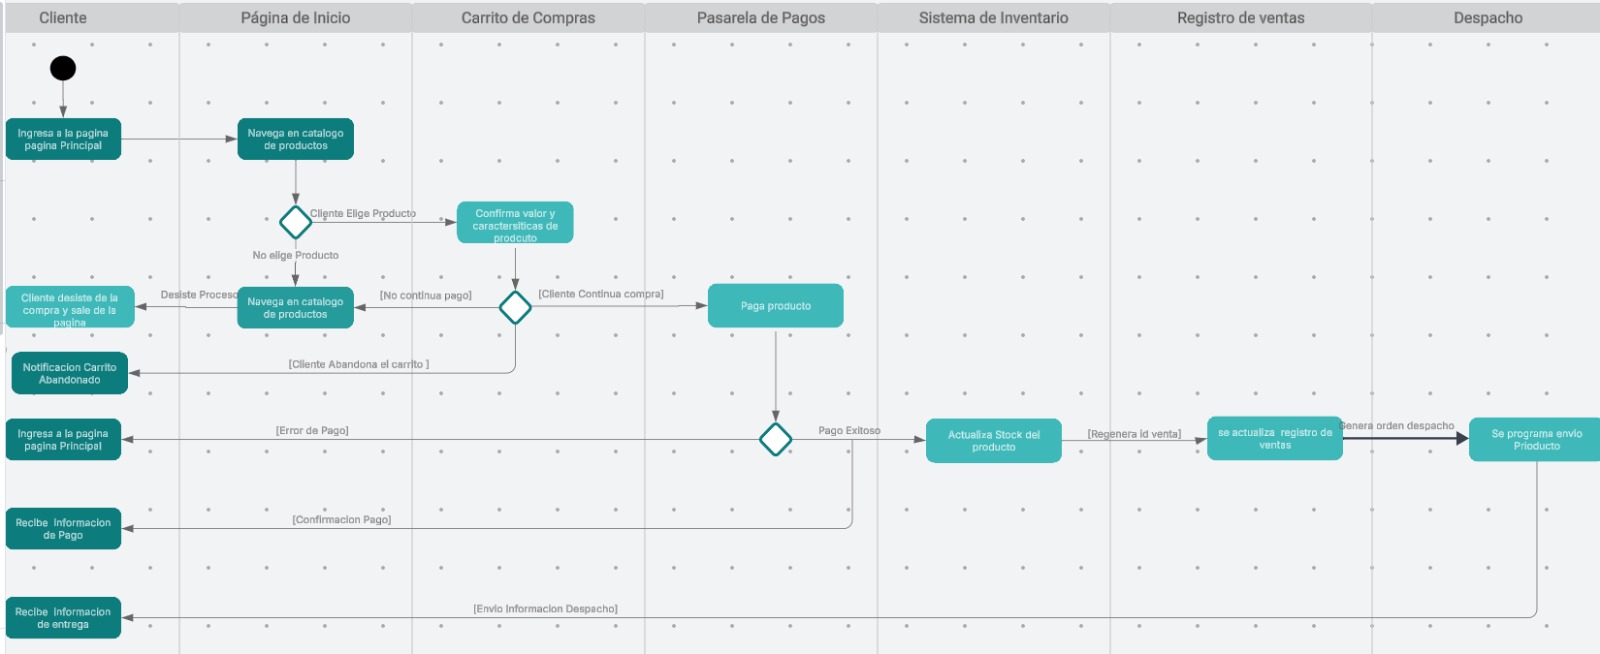 Cliente
Página de Inicio
Carrito de Compras
Pasarela de Pagos
Sistema de Inventario
Registro de ventas
Despacho
Ingresa a la pagina
pagina Principal
Navega en catalogo
de productos
Cliente Elige Producto
Confirma valor y
caractersiticas de
prodcuto
No elige Producto
Cliente desiste de la
compra y sale de la
pagina
Desiste Proceso
Navega en catalogo
de productos
[No continua pago]
[Cliente Continua compra]
Paga producto
Notificacion Carrito
Abandonado
[Cliente Abandona el carrito ]
Ingresa a la pagina
pagina Principal
[Error de Pago]
Pago Exitoso
Actualiza Stock del
producto
[Regenera id venta]
se actualiza registro de
ventas
Genera orden despacho
Se programa envio
Prioducto
Recibe Informacion
de Pago
[Confirmacion Pago]
Recibe Informacion
de entrega
[Envio Informacion Despacho]